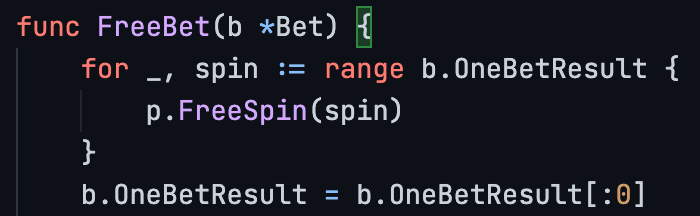 func FreeBet(b *Bet) {
    for _, spin := range b.OneBetResult {
        p.FreeSpin(spin)
    }
    b.OneBetResult = b.OneBetResult[:0]